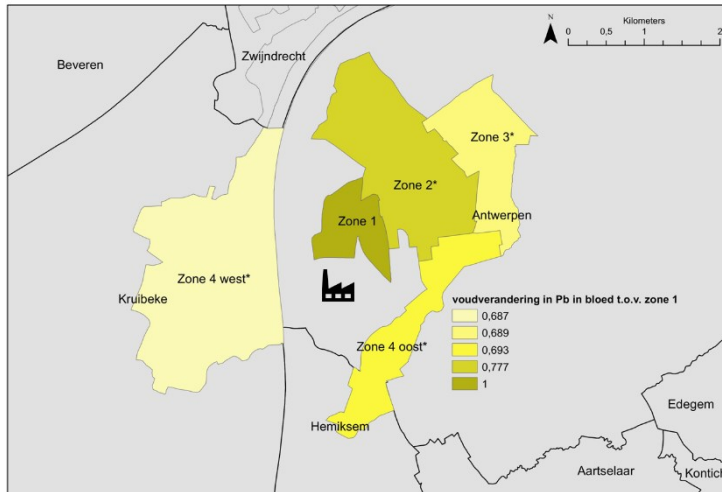 Kilometers
N
0 0,5 1 2
Zwijndrecht
Beveren
Zone 3*
Zone 2*
Zone 1
Antwerpen
Zone 4 west*
Kruibeke
voudverandering in Pb in bloed t.o.v. zone 1
0,687
0,689
0,693
0,777
1
Zone 4 oost*
Hemiksem
Edegem
Aartselaar